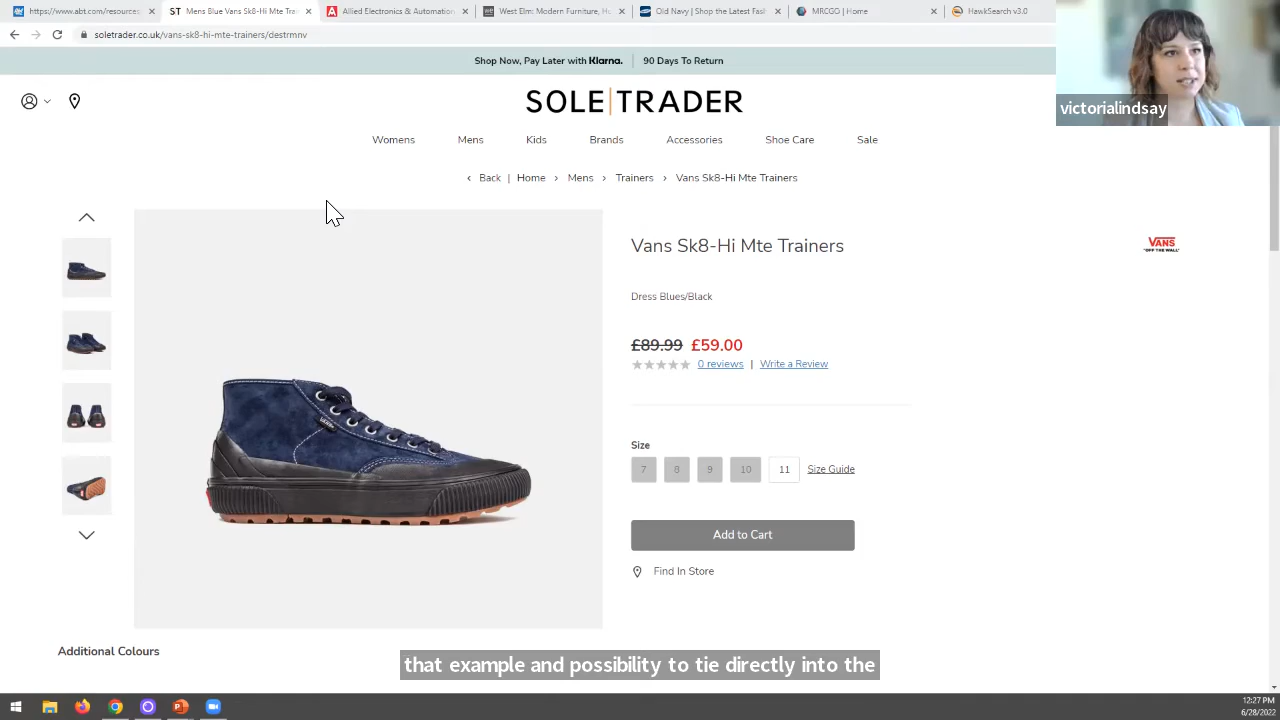 https://www.abt.com/resources
Mens Blue Vans Sk8-Hi Mte Trai
Allied Electronics & Automation
West Elm: Modern Furniture, H
Old Navy | Shop the Latest Fash
MRCGG | Home
HawkSearch v3.0
soletrader.co.uk/vans-sk8-hi-mte-trainers/destrmnv
victorialindsay
Shop Now, Pay Later with Klarna. | 90 Days To Return
SOLE|TRADER
Womens Mens Kids Brands Accessories Shoe Care Sale
‹ Back | Home › Mens › Trainers › Vans Sk8-Hi Mte Trainers
Vans Sk8-Hi Mte Trainers
VANS
"OFF THE WALL"
Dress Blues/Black
£89.99 £59.00
0 reviews | Write a Review
Size
7 8 9 10 11 Size Guide
Add to Cart
Find In Store
Additional Colours
that example and possibility to tie directly into the
12:27 PM
6/28/2022